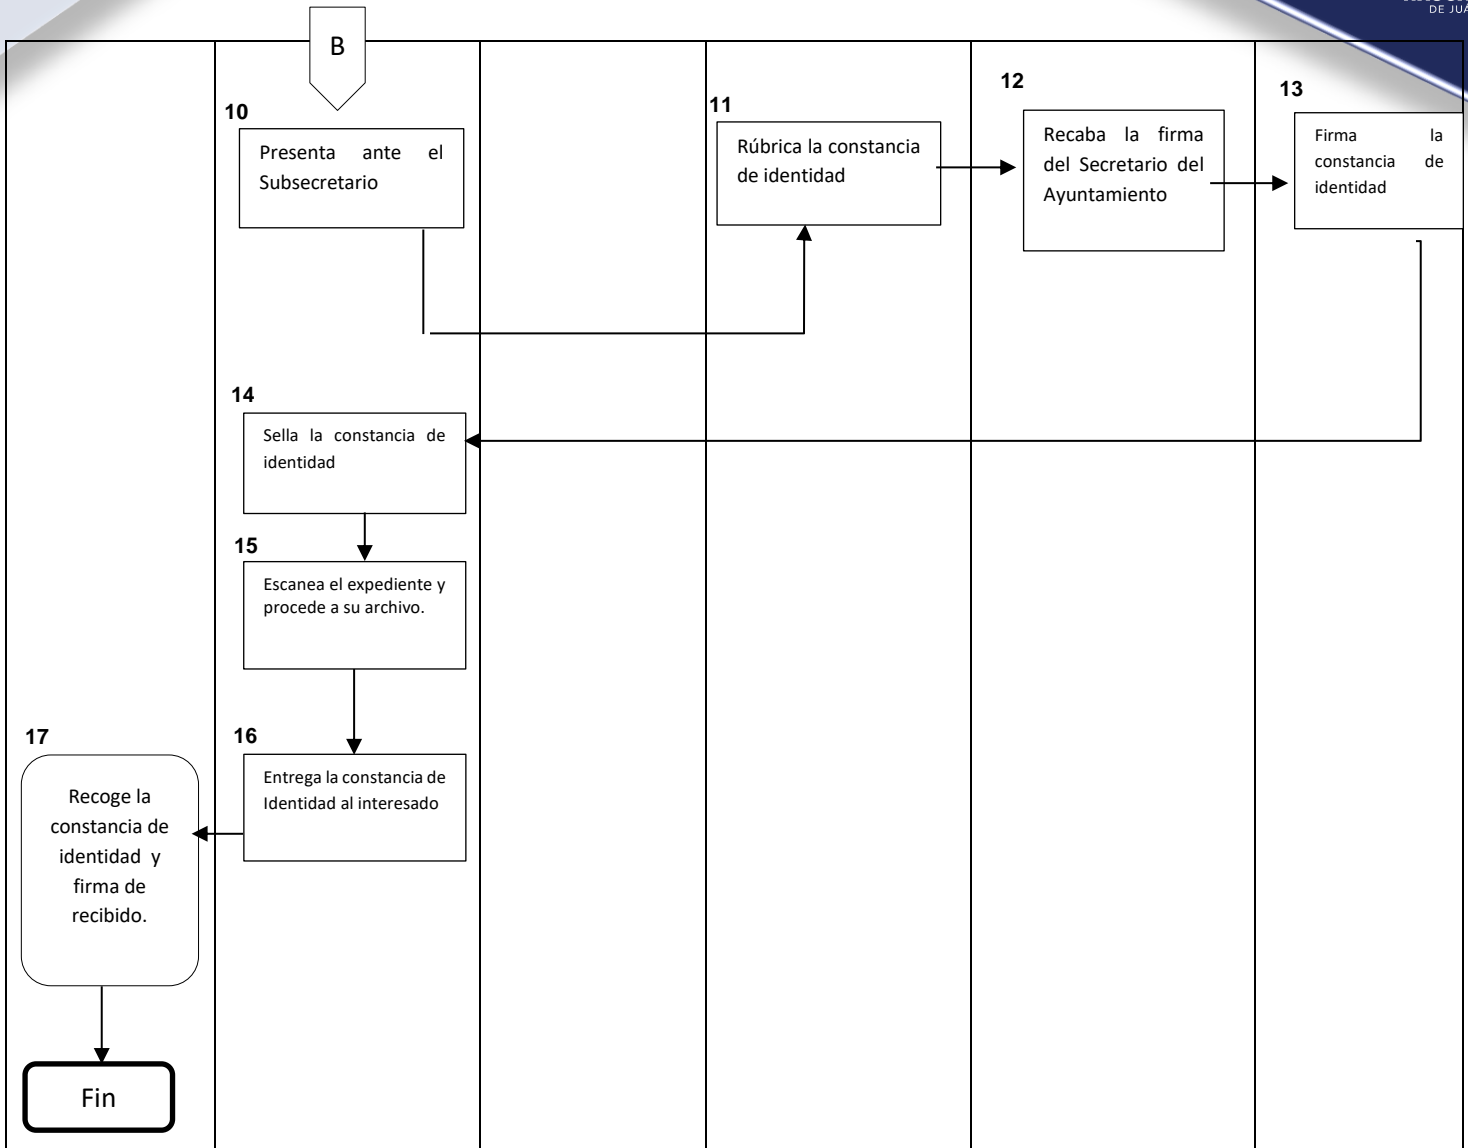 DE JUÁ
B
10
Presenta ante el
Subsecretario
11
Rúbrica la constancia
de identidad
12
Recaba la firma
del Secretario del
Ayuntamiento
13
Firma la
constancia de
identidad
14
Sella la constancia de
identidad
15
Escanea el expediente y
procede a su archivo.
16
Entrega la constancia de
Identidad al interesado
17
Recoge la
constancia de
identidad y
firma de
recibido.
Fin